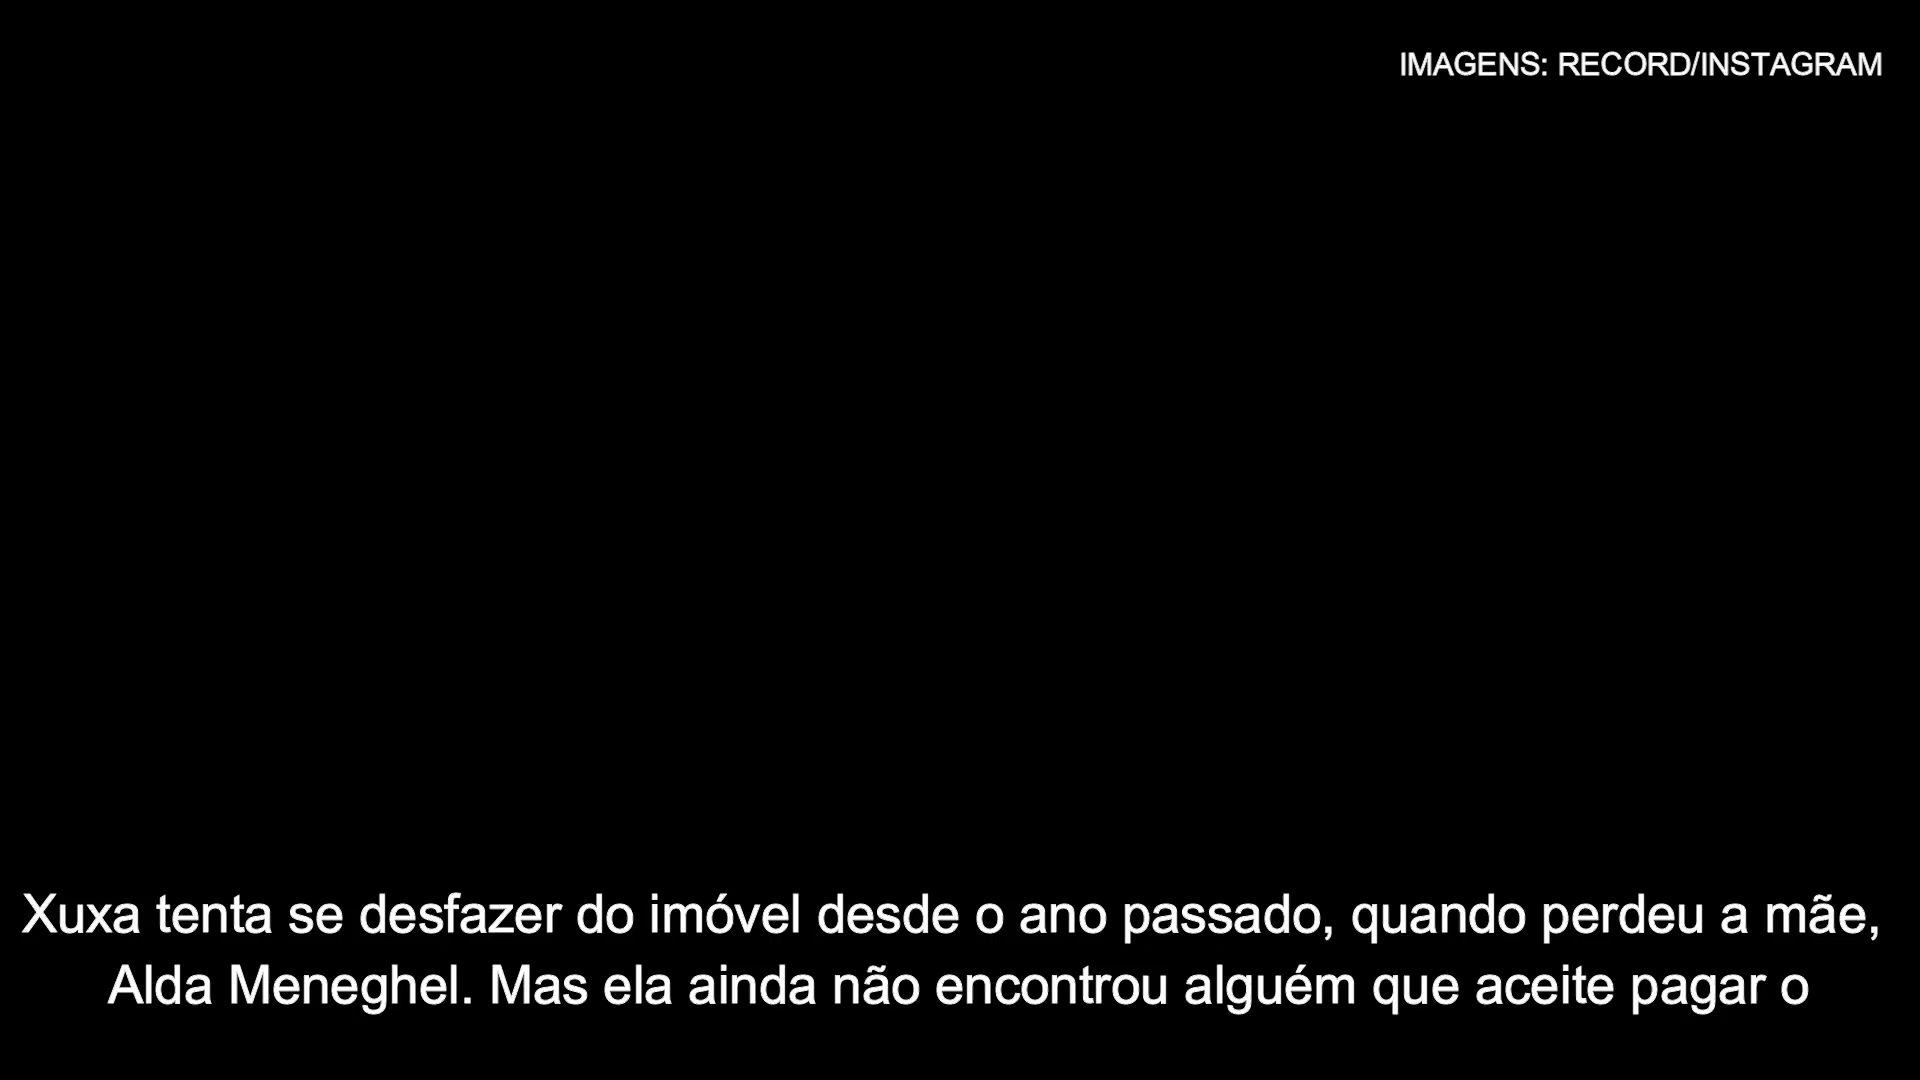 IMAGENS: RECORD/INSTAGRAM
Xuxa tenta se desfazer do imóvel desde o ano passado, quando perdeu a mãe,
Alda Meneghel. Mas ela ainda não encontrou alguém que aceite pagar o